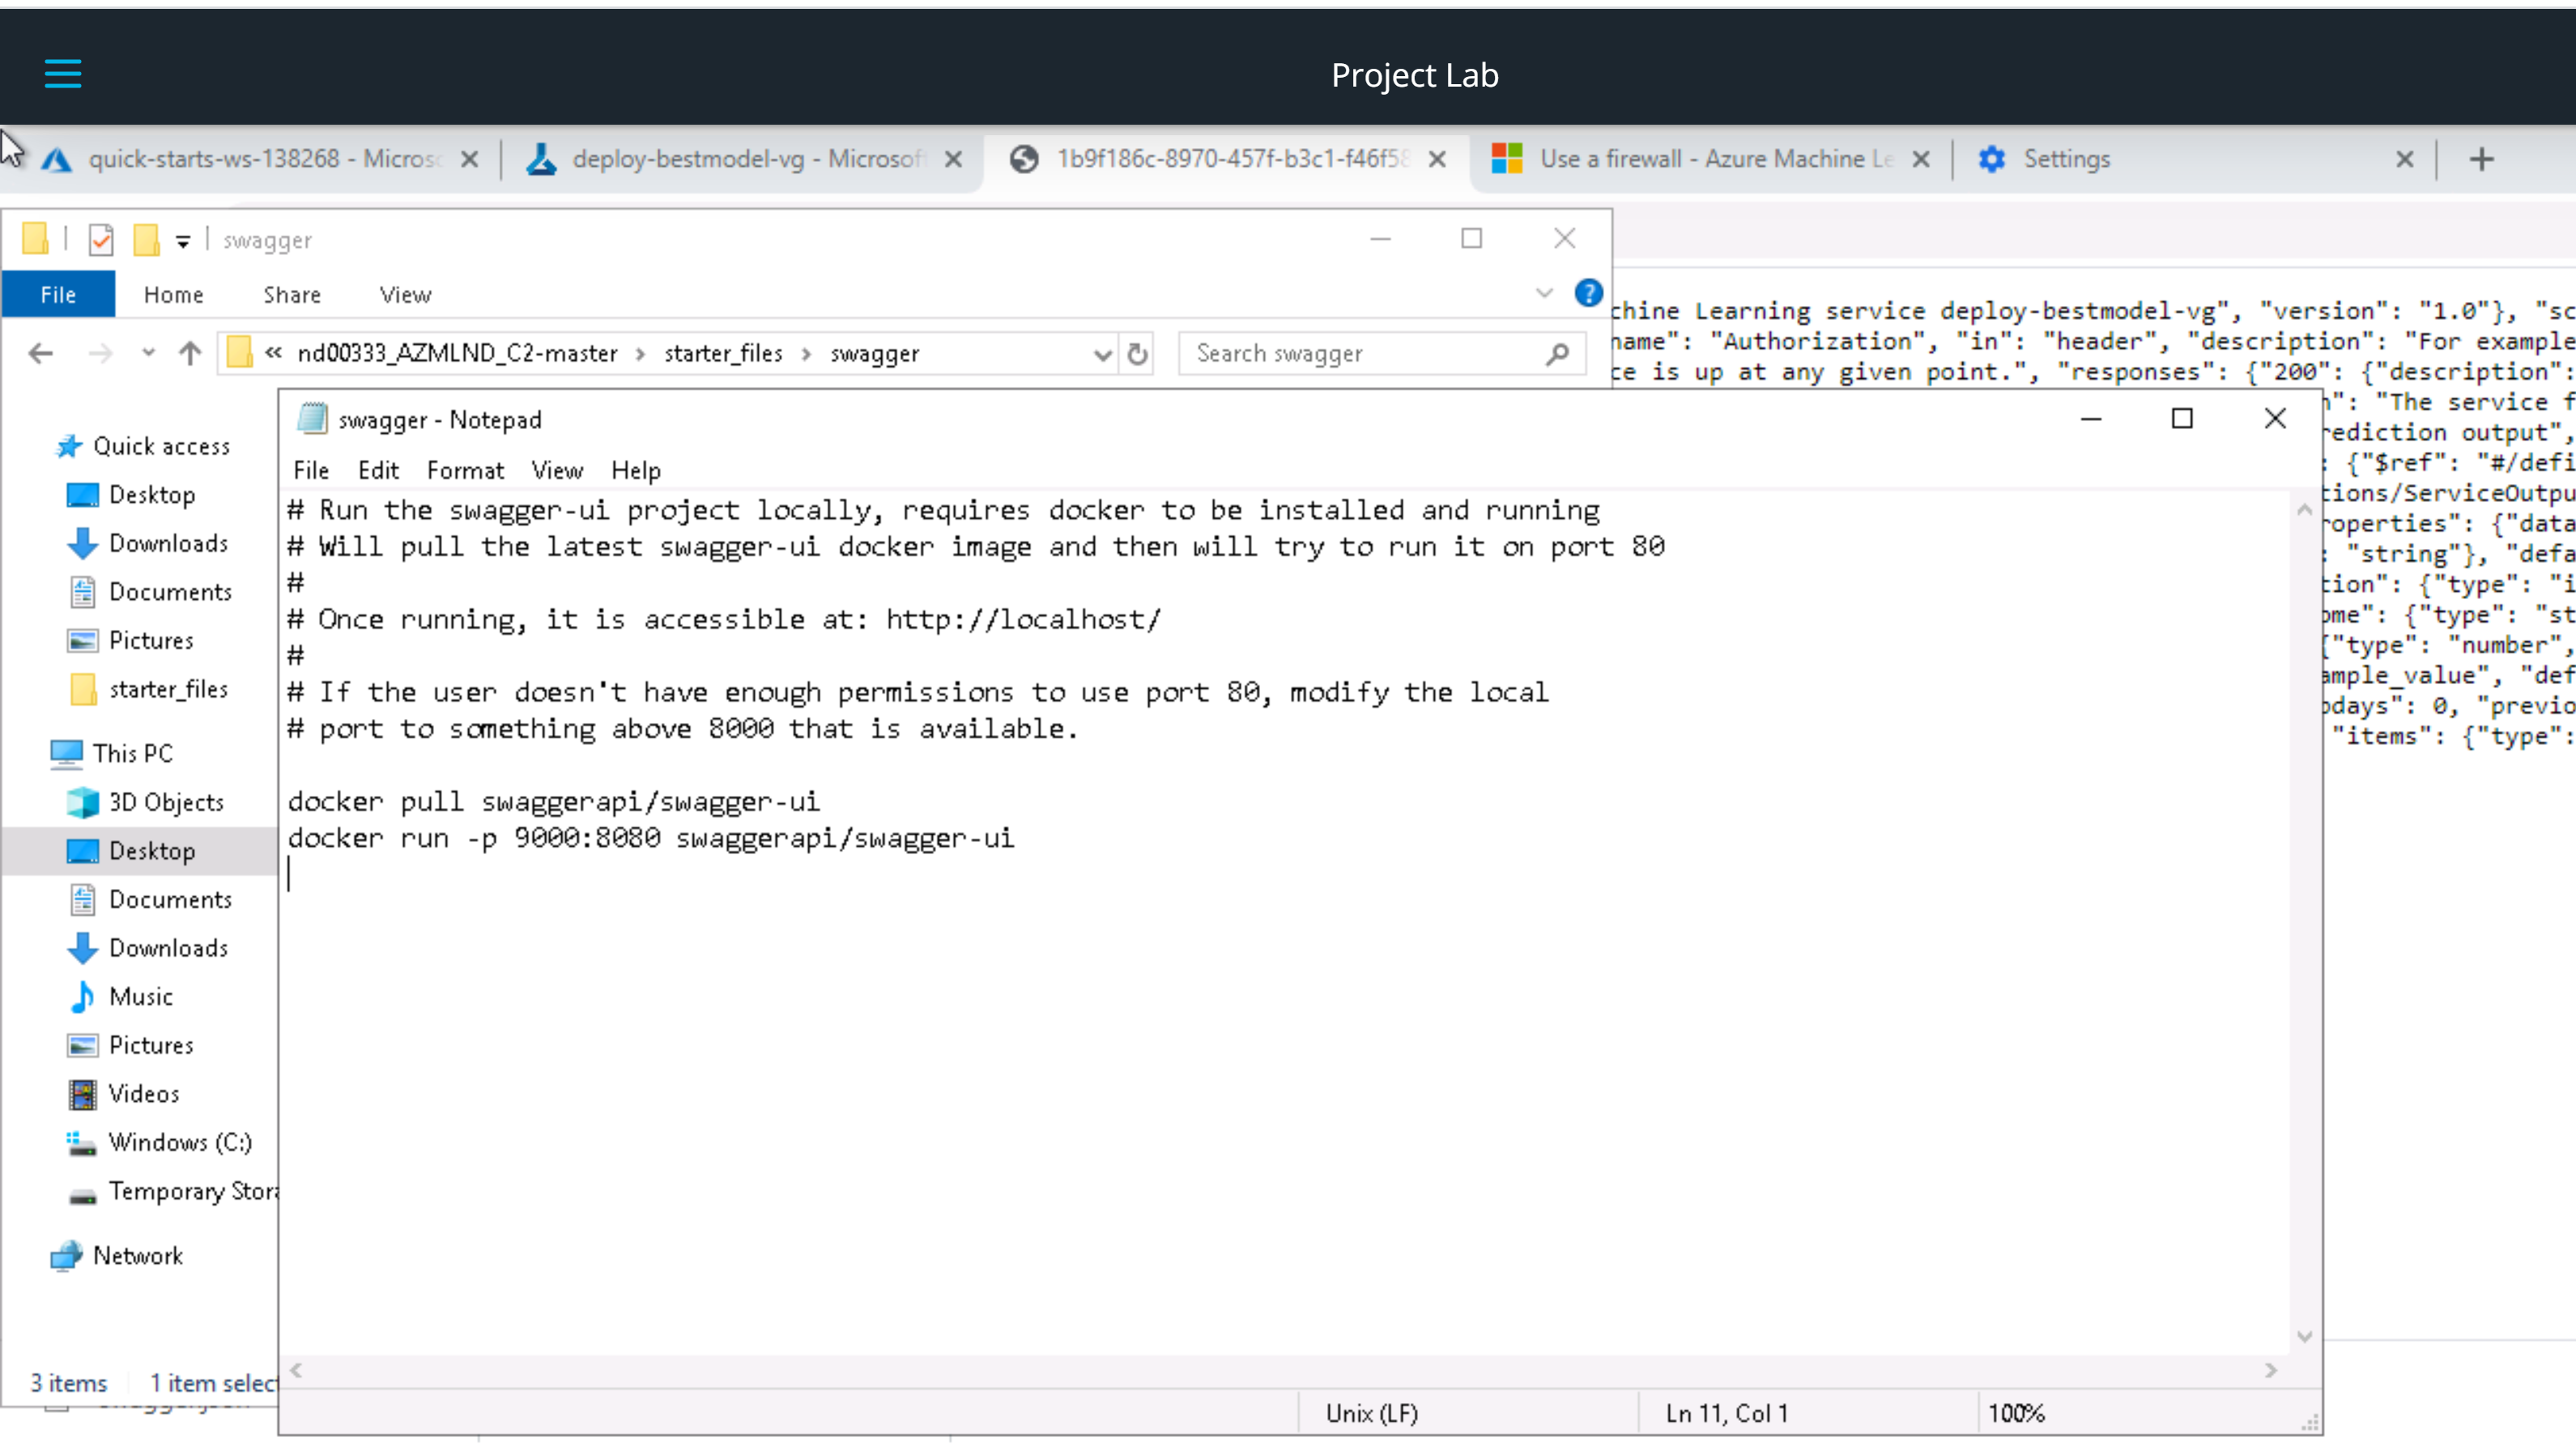 Project Lab
quick-starts-ws-138268 - Microsc
deploy-bestmodel-vg - Microsoft
1b9f186c-8970-457f-b3c1-f46f58
Use a firewall - Azure Machine Le
Settings
swagger
File Home Share View
« nd00333_AZMLND_C2-master › starter_files › swagger
Search swagger
chine Learning service deploy-bestmodel-vg", "version": "1.0"}, "sc
name": "Authorization", "in": "header", "description": "For example
ce is up at any given point.", "responses": {"200": {"description":
n": "The service f
rediction output",
: {"$ref": "#/defi
tions/ServiceOutpu
roperties": {"data
: "string"}, "defa
tion": {"type": "i
ome": {"type": "st
{"type": "number",
ample_value", "def
odays": 0, "previo
"items": {"type":
Quick access
Desktop
Downloads
Documents
Pictures
starter_files
This PC
3D Objects
Desktop
Documents
Downloads
Music
Pictures
Videos
Windows (C:)
Temporary Stora
Network
3 items
1 item select
swagger - Notepad
File Edit Format View Help
# Run the swagger-ui project locally, requires docker to be installed and running
# Will pull the latest swagger-ui docker image and then will try to run it on port 80
#
# Once running, it is accessible at: http://localhost/
#
# If the user doesn't have enough permissions to use port 80, modify the local
# port to something above 8000 that is available.
docker pull swaggerapi/swagger-ui
docker run -p 9000:8080 swaggerapi/swagger-ui
Unix (LF)
Ln 11, Col 1
100%